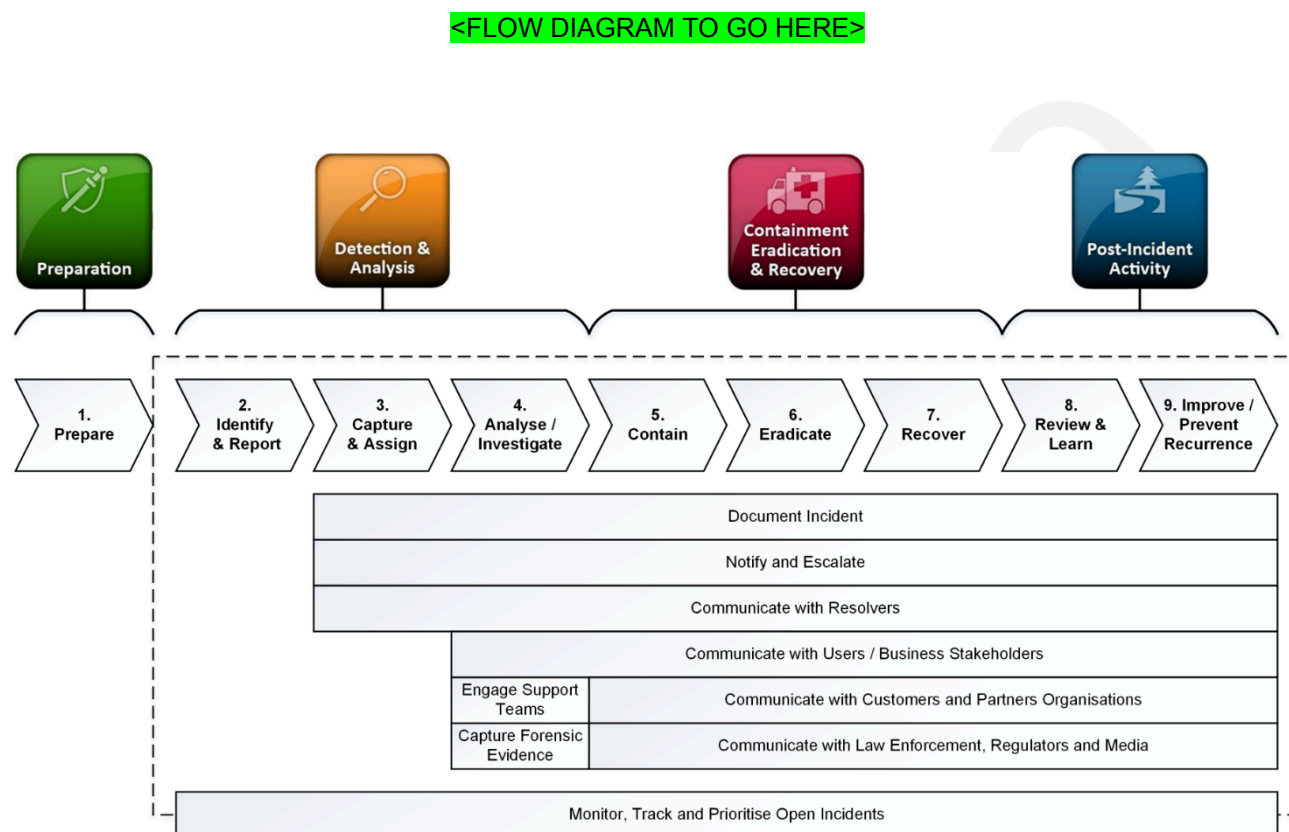 <FLOW DIAGRAM TO GO HERE>
Preparation
Detection &
Analysis
Containment
Eradication
& Recovery
Post-Incident
Activity
1.
Prepare
2.
Identify
& Report
3.
Capture
& Assign
4.
Analyse /
Investigate
5.
Contain
6.
Eradicate
7.
Recover
8.
Review &
Learn
9. Improve /
Prevent
Recurrence
Document Incident
Notify and Escalate
Communicate with Resolvers
Communicate with Users / Business Stakeholders
Engage Support
Teams
Communicate with Customers and Partners Organisations
Capture Forensic
Evidence
Communicate with Law Enforcement, Regulators and Media
Monitor, Track and Prioritise Open Incidents